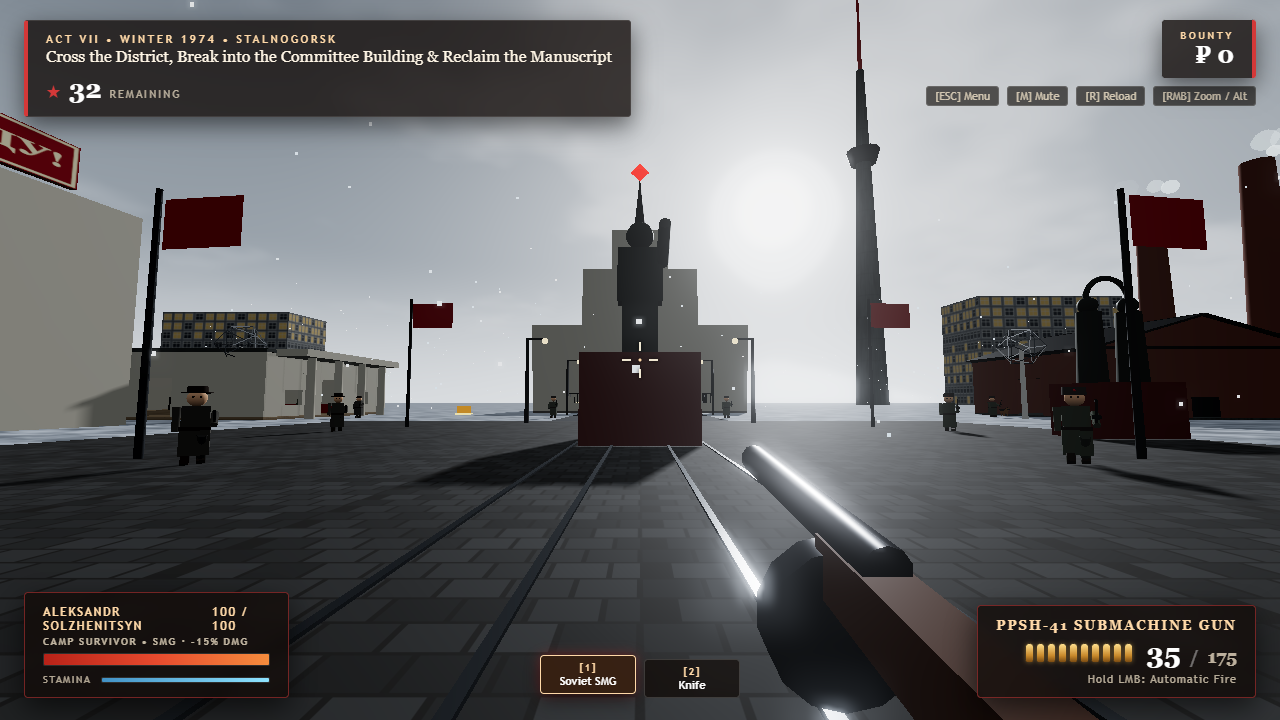 ACT VII • WINTER 1974 • STALNOGORSK
Cross the District, Break into the Committee Building & Reclaim the Manuscript
★ 32 REMAINING
BOUNTY
₽ 0
[ESC] Menu [M] Mute [R] Reload [RMB] Zoom / Alt
ДУ!
ALEKSANDR SOLZHENITSYN 100 / 100
CAMP SURVIVOR • SMG · -15% DMG
STAMINA
[1]
Soviet SMG
[2]
Knife
PPSH-41 SUBMACHINE GUN
35 / 175
Hold LMB: Automatic Fire